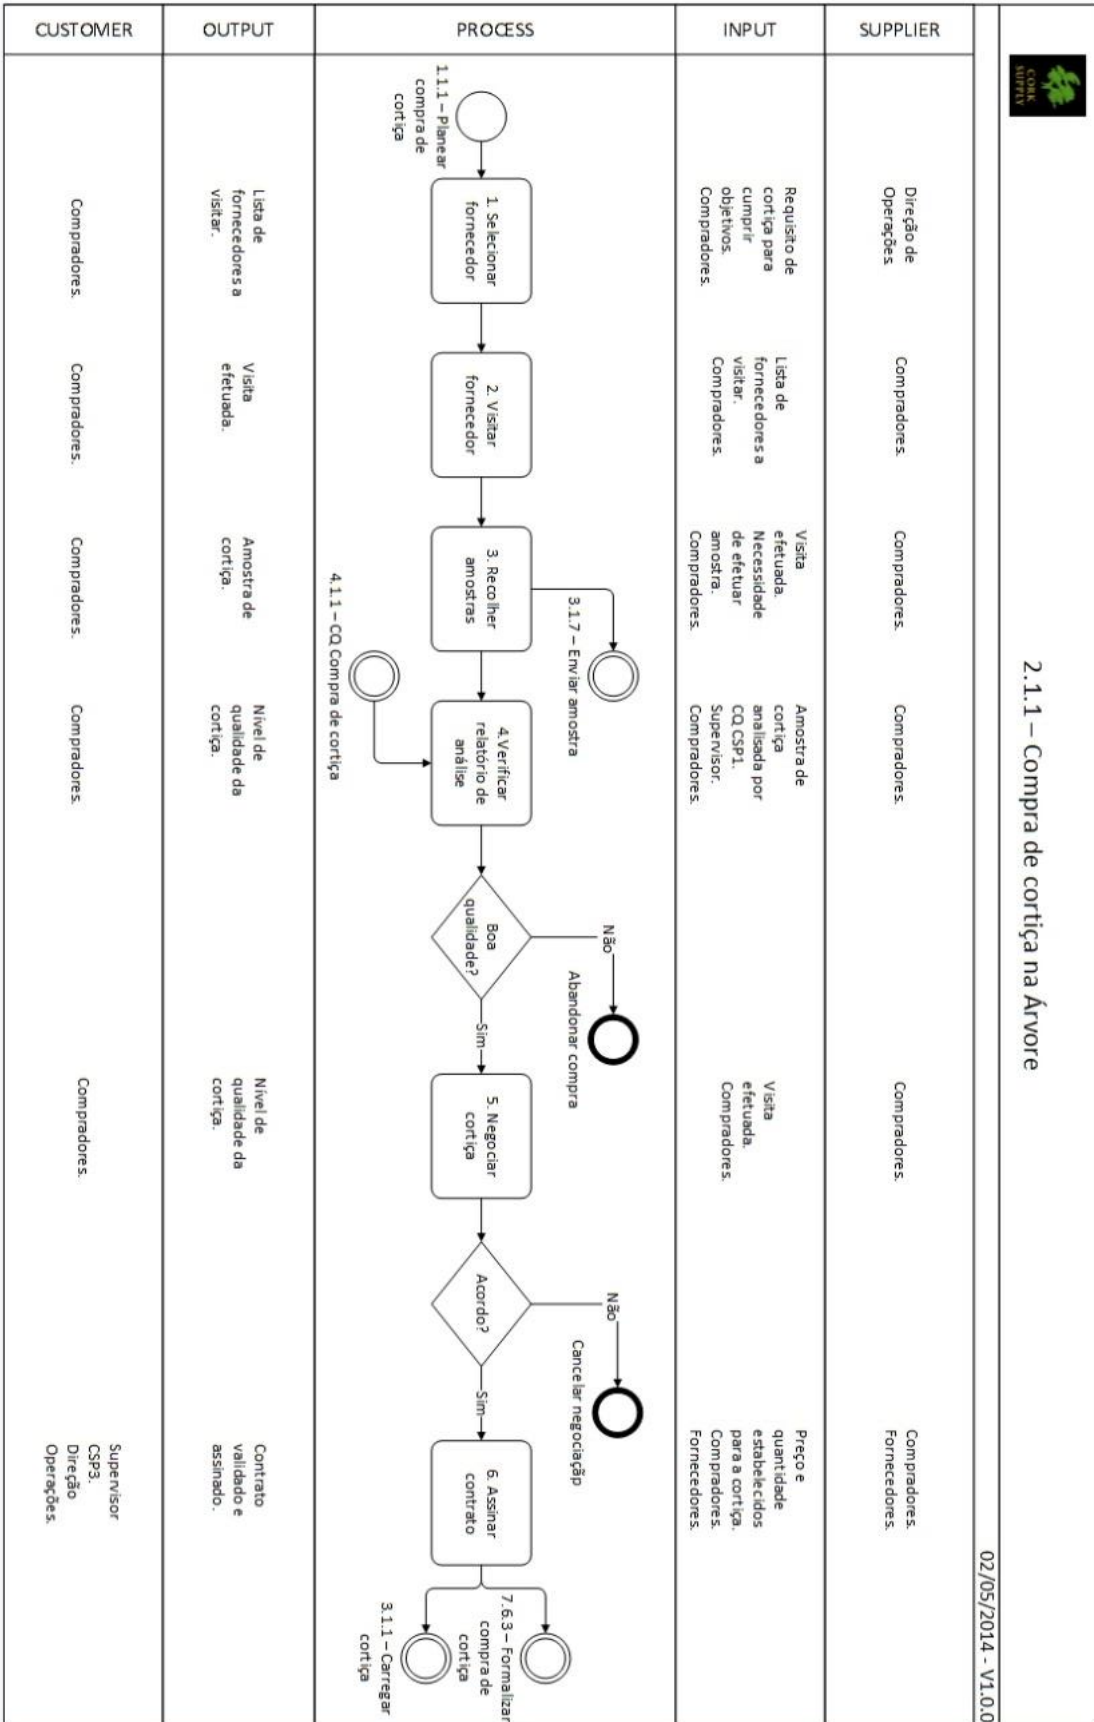 CORK
SUPPLY
2.1.1 – Compra de cortiça na Árvore
02/05/2014 - V1.0.0
SUPPLIER
Direção de
Operações.
Compradores.
Compradores.
Compradores.
Compradores.
Compradores.
Fornecedores.
INPUT
Requisito de
cortiça para
cumprir
objetivos.
Compradores.
Lista de
fornecedores a
visitar.
Compradores.
Visita
efetuada.
Necessidade
de efetuar
amostra.
Compradores.
Amostra de
cortiça
analisada por
CQ CSP1.
Supervisor.
Compradores.
Visita
efetuada.
Compradores.
Preço e
quantidade
estabelecidos
para a cortiça.
Compradores.
Fornecedores.
PROCESS
1.1.1 – Planear
compra de
cortiça
1. Selecionar
fornecedor
2. Visitar
fornecedor
3. Recolher
amostras
3.1.7 – Enviar amostra
4.1.1 – CQ Compra de cortiça
4.Verificar
relatório de
análise
Boa
qualidade?
Não
Abandonar compra
Sim
5. Negociar
cortiça
Acordo?
Não
Cancelar negociaçãp
Sim
6. Assinar
contrato
7.6.3 – Formalizar
compra de
cortiça
3.1.1 – Carregar
cortiça
OUTPUT
Lista de
fornecedores a
visitar.
Visita
efetuada.
Amostra de
cortiça.
Nivel de
qualidade da
cortiça.
Nivel de
qualidade da
cortiça.
Contrato
validado e
assinado.
CUSTOMER
Compradores.
Compradores.
Compradores.
Compradores.
Compradores.
Supervisor
CSP3.
Direção
Operações.